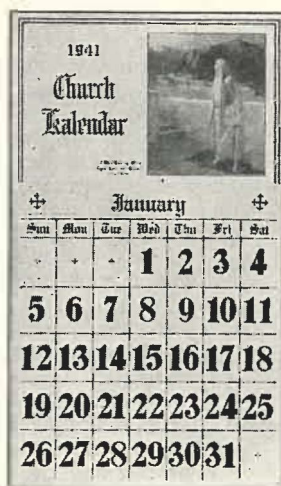 1941
Church
Kalendar
January
Sun Mon Tue Wed Thu Fri Sat
1 2 3 4
5 6 7 8 9 10 11
12 13 14 15 16 17 18
19 20 21 22 23 24 25
26 27 28 29 30 31